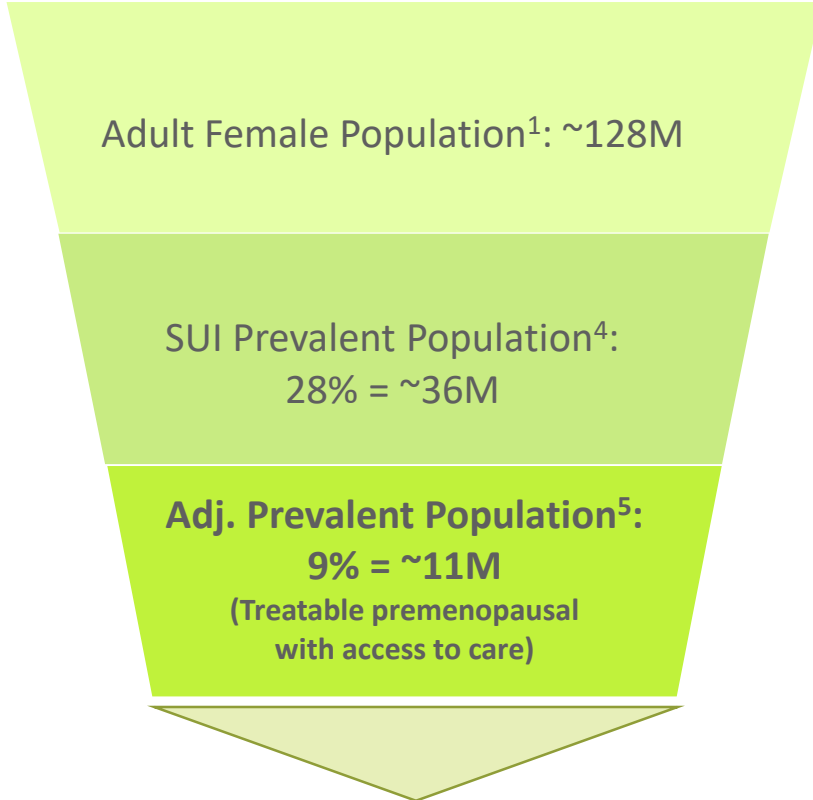 Adult Female Population¹: ~128M
SUI Prevalent Population⁴:
28% = ~36M
Adj. Prevalent Population⁵:
9% = ~11M
(Treatable premenopausal
with access to care)